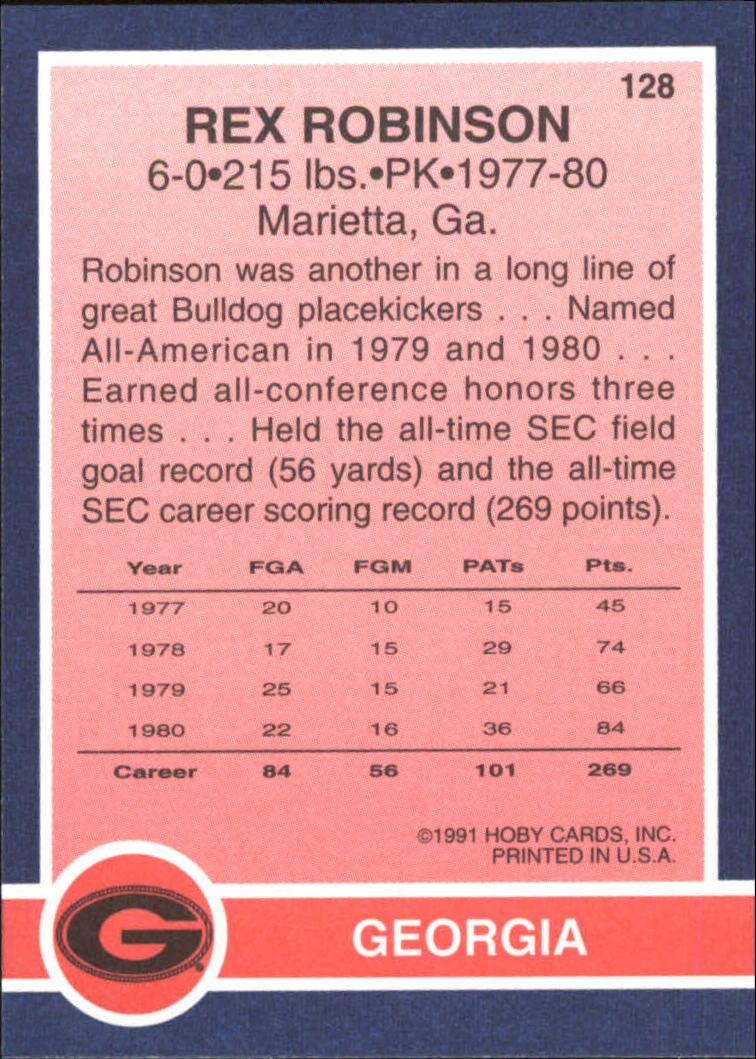 128
REX ROBINSON
6-0•215 lbs.•PK•1977-80
Marietta, Ga.
Robinson was another in a long line of
great Bulldog placekickers . . . Named
All-American in 1979 and 1980 . . .
Earned all-conference honors three
times . . . Held the all-time SEC field
goal record (56 yards) and the all-time
SEC career scoring record (269 points).
Year FGA FGM PATs Pts.
1977 20 10 15 45
1978 17 15 29 74
1979 25 15 21 66
1980 22 16 36 84
Career 84 56 101 269
©1991 HOBY CARDS, INC.
PRINTED IN U.S.A.
G ®
GEORGIA